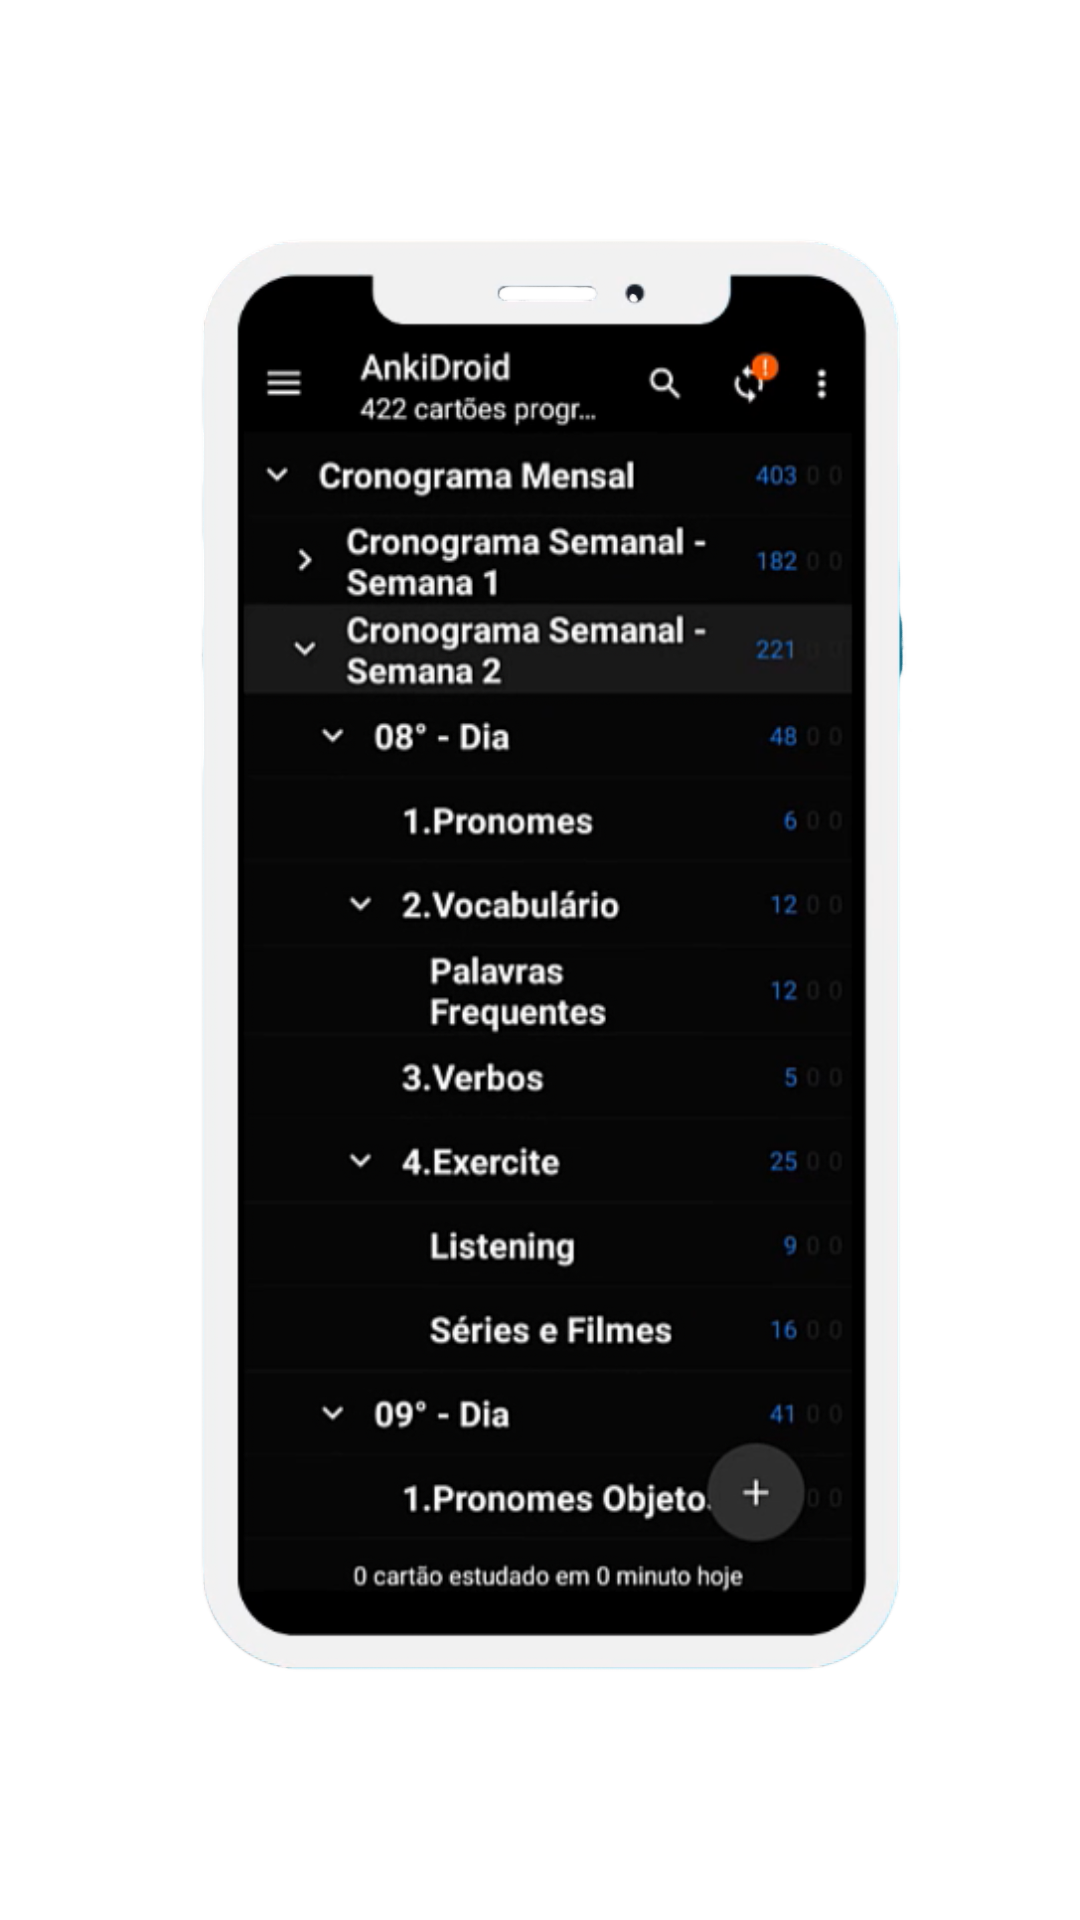 AnkiDroid
422 cartões progr...
Cronograma Mensal 403 0 0
Cronograma Semanal -
Semana 1 182 0 0
Cronograma Semanal -
Semana 2 221 0 0
08° - Dia 48 0 0
1.Pronomes 6 0 0
2.Vocabulário 12 0 0
Palavras
Frequentes 12 0 0
3.Verbos 5 0 0
4.Exercite 25 0 0
Listening 9 0 0
Séries e Filmes 16 0 0
09° - Dia 41 0 0
1.Pronomes Objeto 0 0
0 cartão estudado em 0 minuto hoje